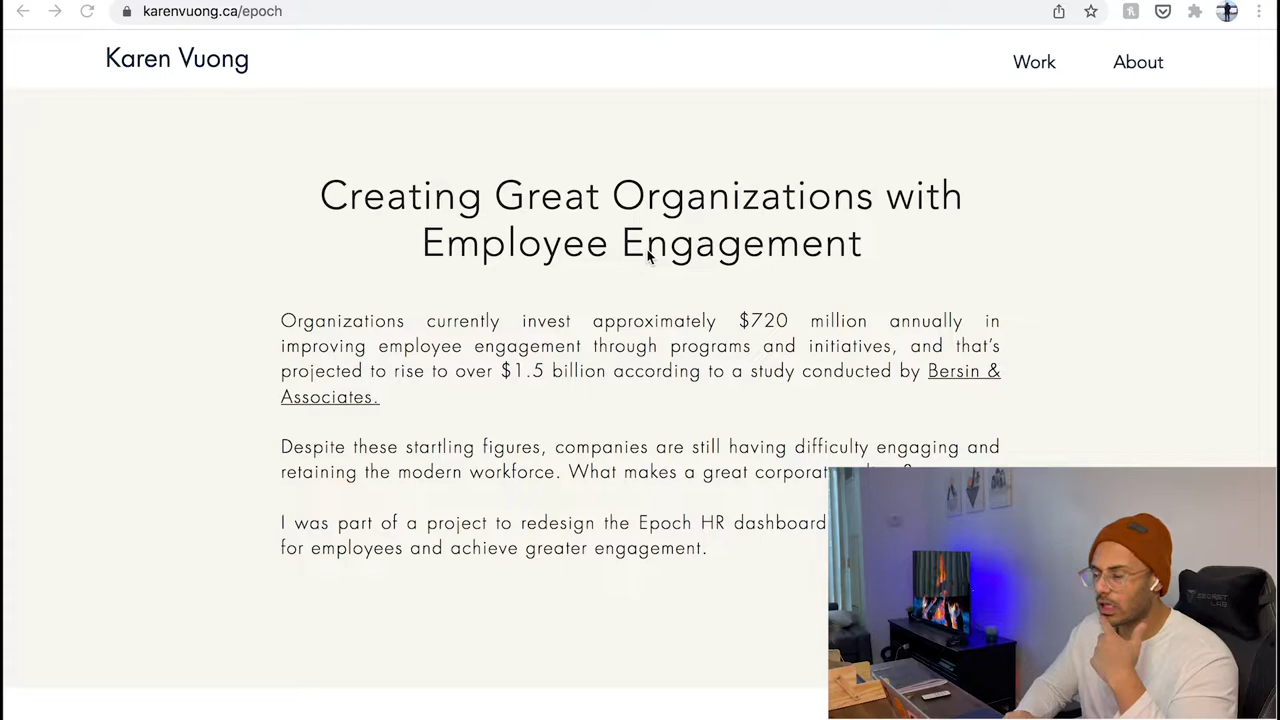 karenvuong.ca/epoch
Karen Vuong
Work
About
Creating Great Organizations with
Employee Engagement
Organizations currently invest approximately $720 million annually in
improving employee engagement through programs and initiatives, and that's
projected to rise to over $1.5 billion according to a study conducted by Bersin &
Associates.
Despite these startling figures, companies are still having difficulty engaging and
retaining the modern workforce. What makes a great
I was part of a project to redesign the Epoch HR dashboard
for employees and achieve greater engagement.
SECRET
LAB